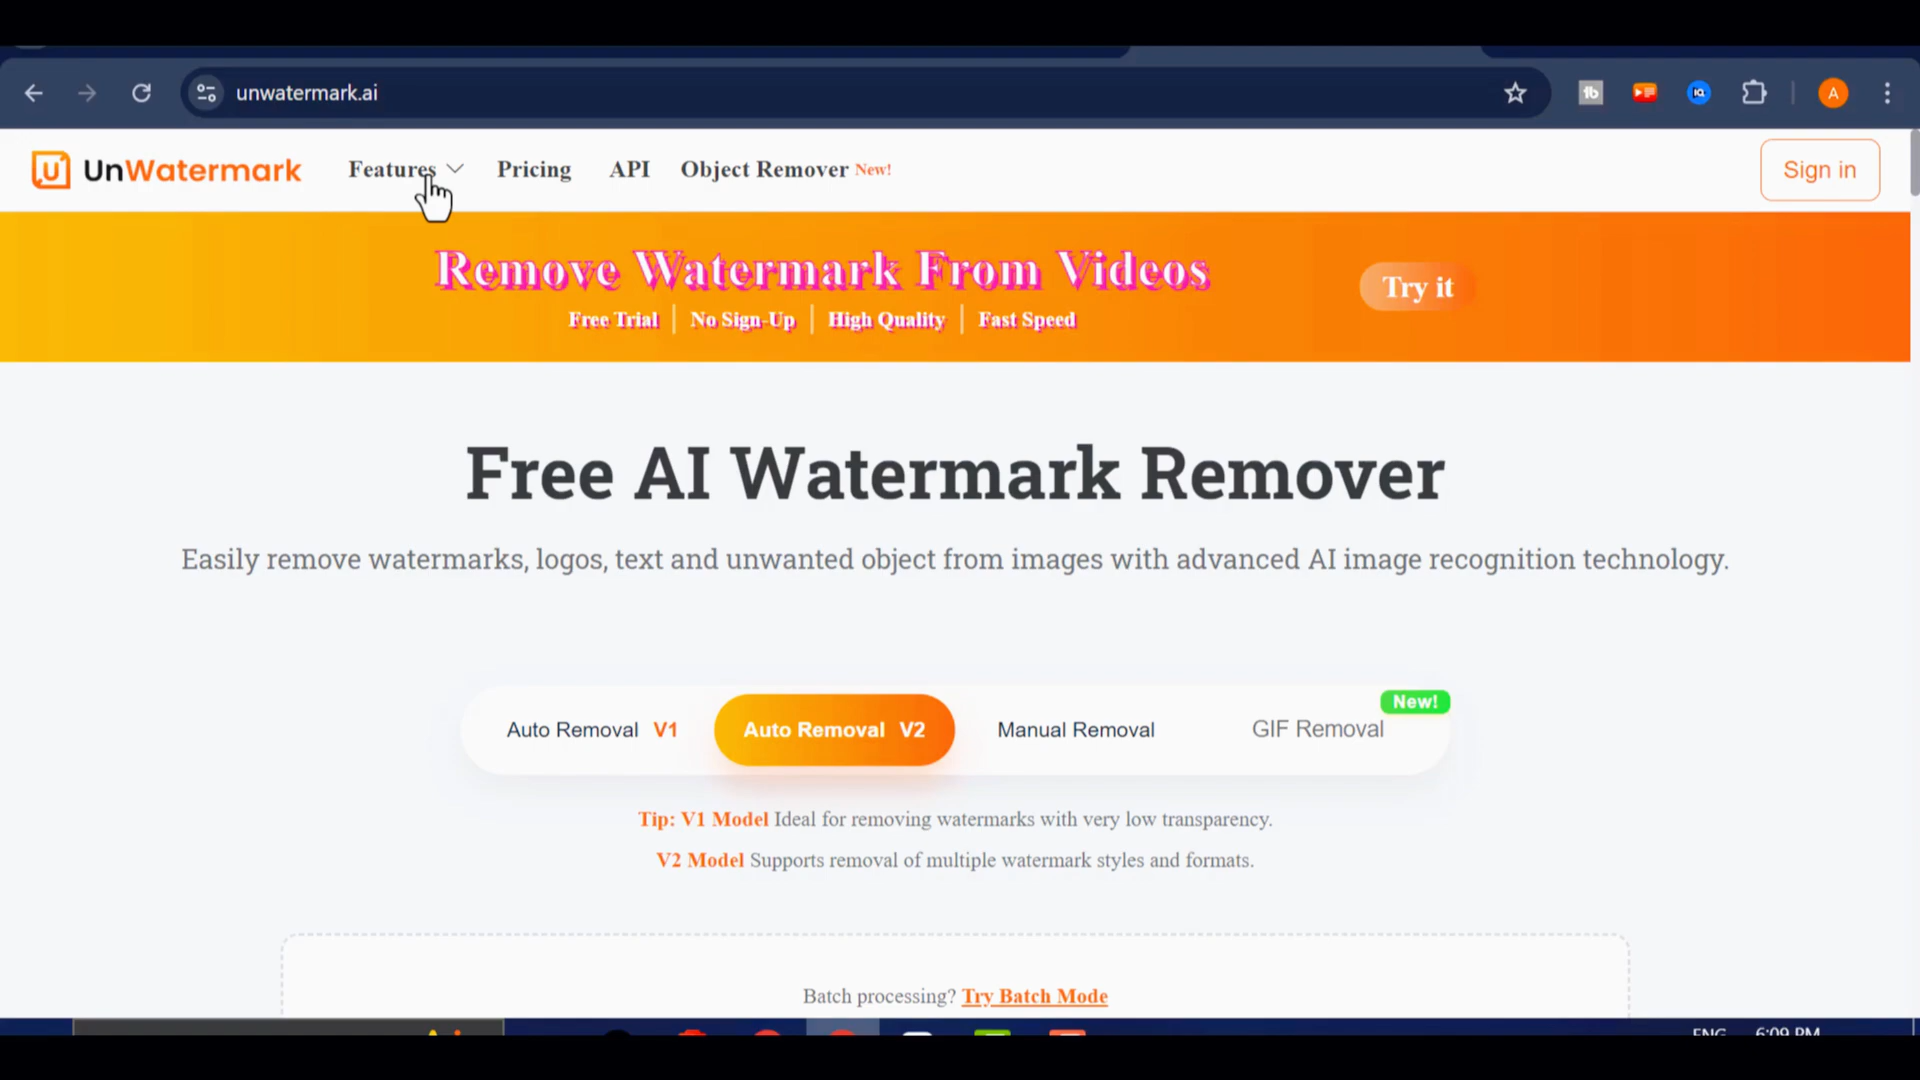 unwatermark.ai
A
UnWatermark Features Pricing API Object Remover New! Sign in
Remove Watermark From Videos
Try it
Free Trial No Sign-Up High Quality Fast Speed
Free AI Watermark Remover
Easily remove watermarks, logos, text and unwanted object from images with advanced AI image recognition technology.
New!
Auto Removal V1 Auto Removal V2 Manual Removal GIF Removal
Tip: V1 Model Ideal for removing watermarks with very low transparency.
V2 Model Supports removal of multiple watermark styles and formats.
Batch processing? Try Batch Mode
ENG 6:09 PM